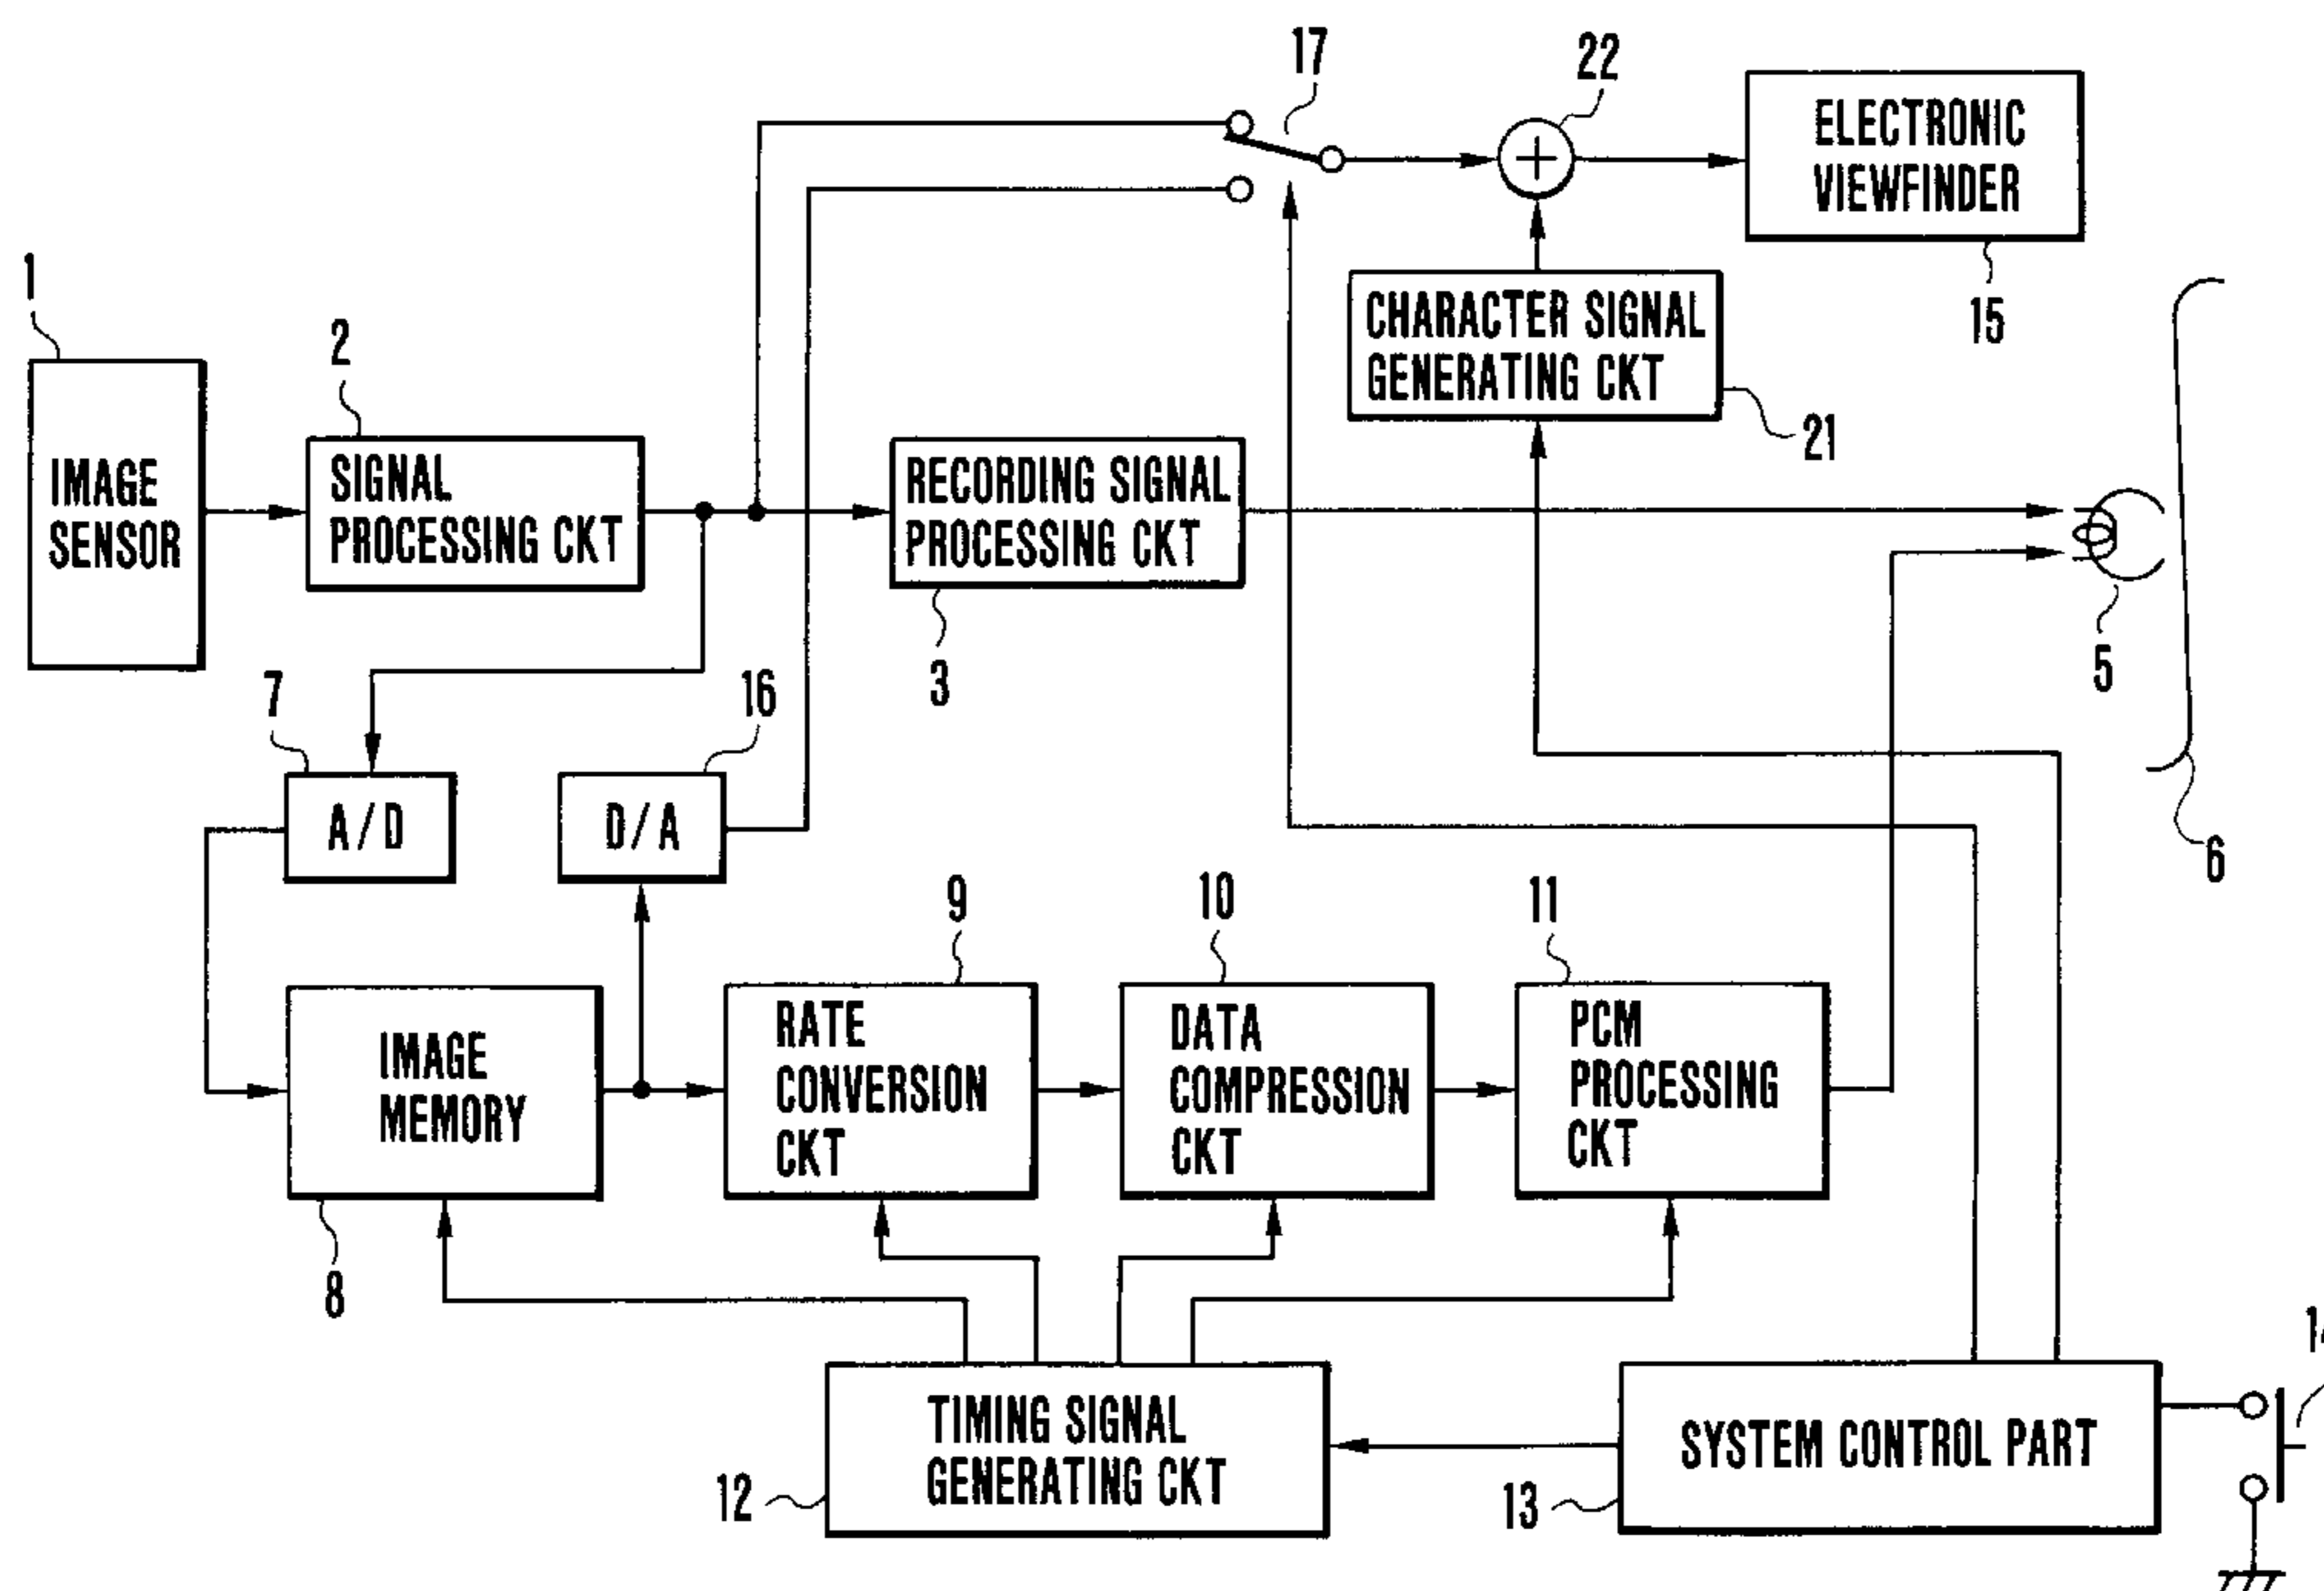 17
22
ELECTRONIC
VIEWFINDER
15
1
2
CHARACTER SIGNAL
GENERATING CKT
21
IMAGE
SENSOR
SIGNAL
PROCESSING CKT
RECORDING SIGNAL
PROCESSING CKT
3
5
7
16
A/D
D/A
6
9
10
11
IMAGE
MEMORY
RATE
CONVERSION
CKT
DATA
COMPRESSION
CKT
PCM
PROCESSING
CKT
8
TIMING SIGNAL
GENERATING CKT
12
SYSTEM CONTROL PART
13
+